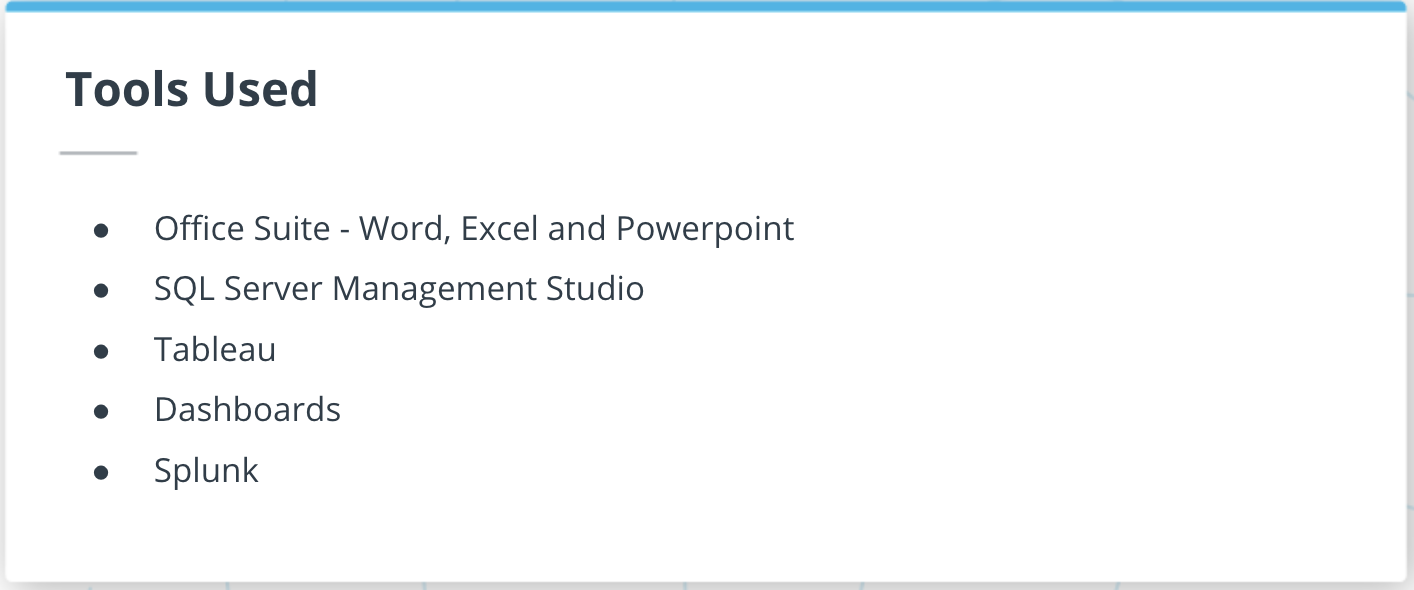 Tools Used
● Office Suite - Word, Excel and Powerpoint
● SQL Server Management Studio
● Tableau
● Dashboards
● Splunk